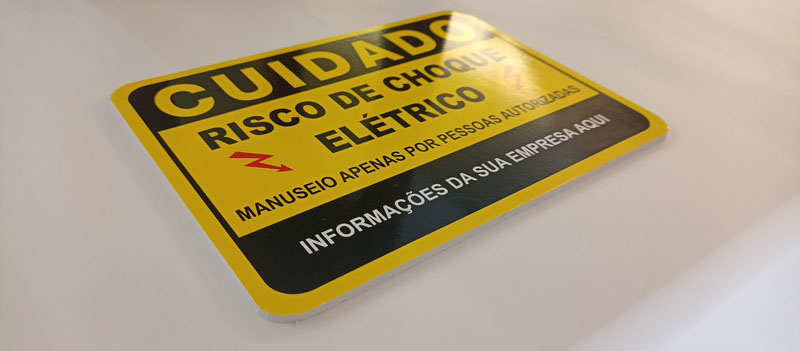 CUIDADO
RISCO DE CHOQUE
ELÉTRICO
MANUSEIO APENAS POR PESSOAS AUTORIZADAS
INFORMAÇÕES DA SUA EMPRESA AQUI